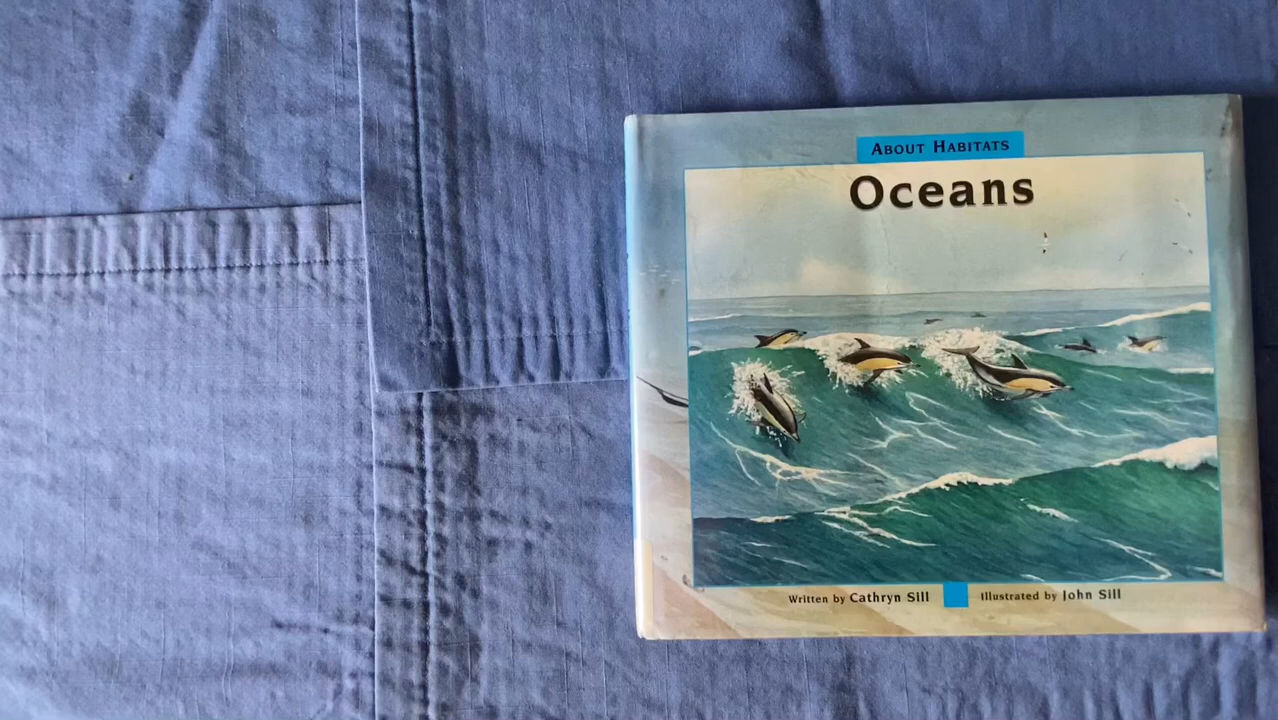 About Habitats
Oceans
Written by Cathryn Sill Illustrated by John Sill